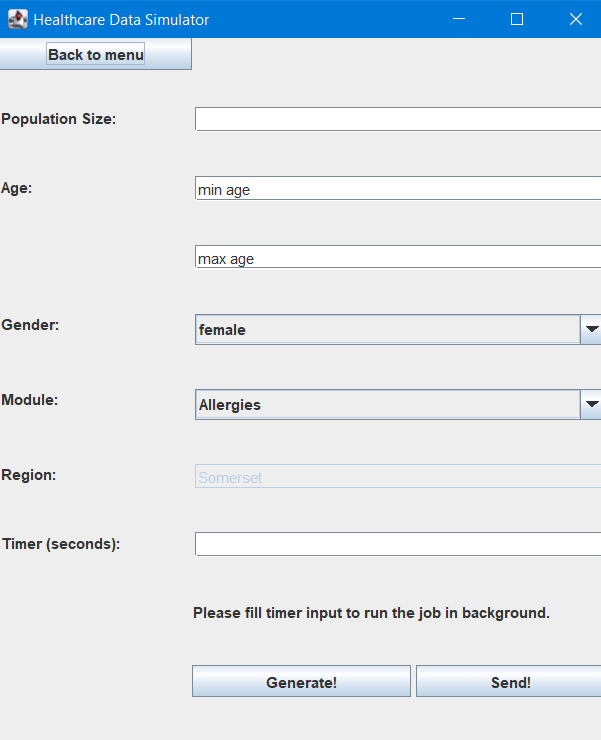 Healthcare Data Simulator
Back to menu
Population Size:
Age:
min age
max age
Gender:
female
Module:
Allergies
Region:
Somerset
Timer (seconds):
Please fill timer input to run the job in background.
Generate!
Send!